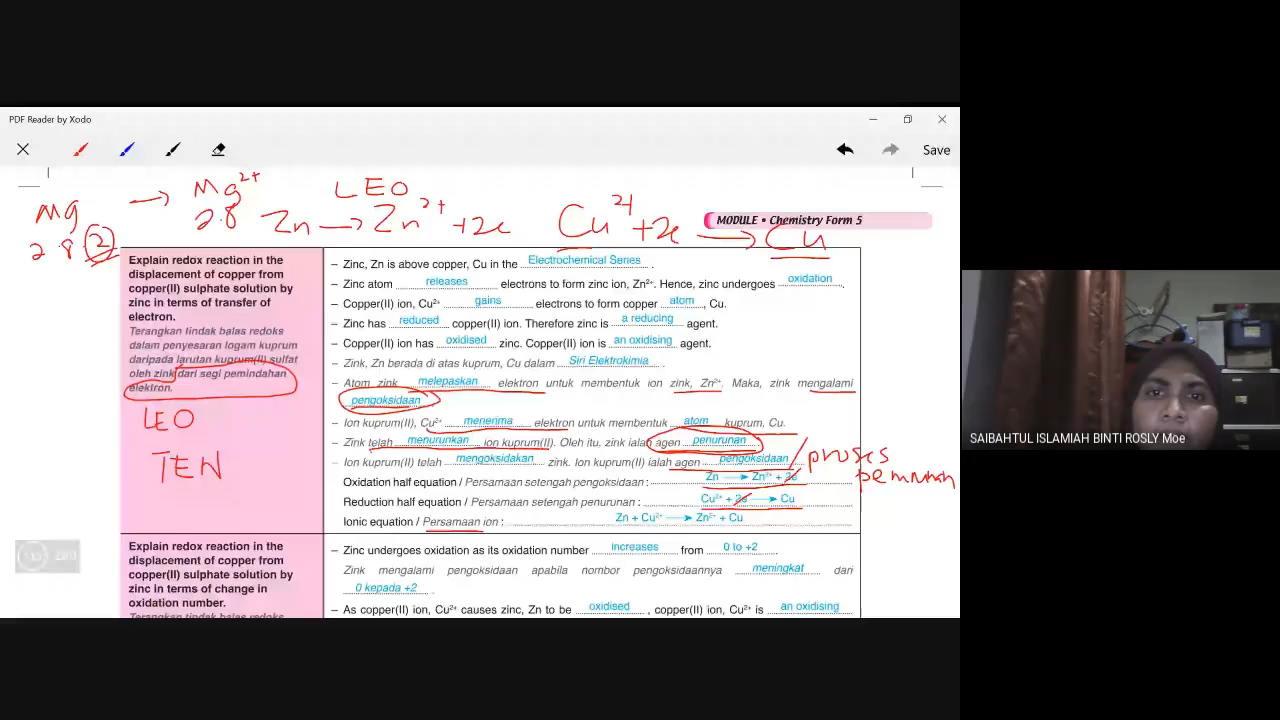 PDF Reader by Xodo
Save
Mg → Mg²⁺
2.8.2 2.8
LEO
Zn → Zn²⁺ + 2e
Cu²⁺ + 2e → Cu
MODULE • Chemistry Form 5
Explain redox reaction in the
displacement of copper from
copper(II) sulphate solution by
zinc in terms of transfer of
electron.
Terangkan tindak balas redoks
dalam penyesaran logam kuprum
daripada larutan kuprum(II) sulfat
oleh zink dari segi pemindahan
elektron.
LEO
TEN
– Zinc, Zn is above copper, Cu in the Electrochemical Series .
– Zinc atom releases electrons to form zinc ion, Zn²⁺. Hence, zinc undergoes oxidation .
– Copper(II) ion, Cu²⁺ gains electrons to form copper atom , Cu.
– Zinc has reduced copper(II) ion. Therefore zinc is a reducing agent.
– Copper(II) ion has oxidised zinc. Copper(II) ion is an oxidising agent.
– Zink, Zn berada di atas kuprum, Cu dalam Siri Elektrokimia .
– Atom zink melepaskan elektron untuk membentuk ion zink, Zn²⁺. Maka, zink mengalami
pengoksidaan .
– Ion kuprum(II), Cu²⁺ menerima elektron untuk membentuk atom kuprum, Cu.
– Zink telah menurunkan ion kuprum(II). Oleh itu, zink ialah agen penurunan .
– Ion kuprum(II) telah mengoksidakan zink. Ion kuprum(II) ialah agen pengoksidaan .
/ proses
Oxidation half equation / Persamaan setengah pengoksidaan : Zn → Zn²⁺ + 2e
Reduction half equation / Persamaan setengah penurunan : Cu²⁺ + 2e → Cu
Ionic equation / Persamaan ion : Zn + Cu²⁺ → Zn²⁺ + Cu
Explain redox reaction in the
displacement of copper from
copper(II) sulphate solution by
zinc in terms of change in
oxidation number.
Terangkan tindak balas redoks
– Zinc undergoes oxidation as its oxidation number increases from 0 to +2 .
Zink mengalami pengoksidaan apabila nombor pengoksidaannya meningkat dari
0 kepada +2 .
– As copper(II) ion, Cu²⁺ causes zinc, Zn to be oxidised , copper(II) ion, Cu²⁺ is an oxidising
SAIBAHTUL ISLAMIAH BINTI ROSLY Moe